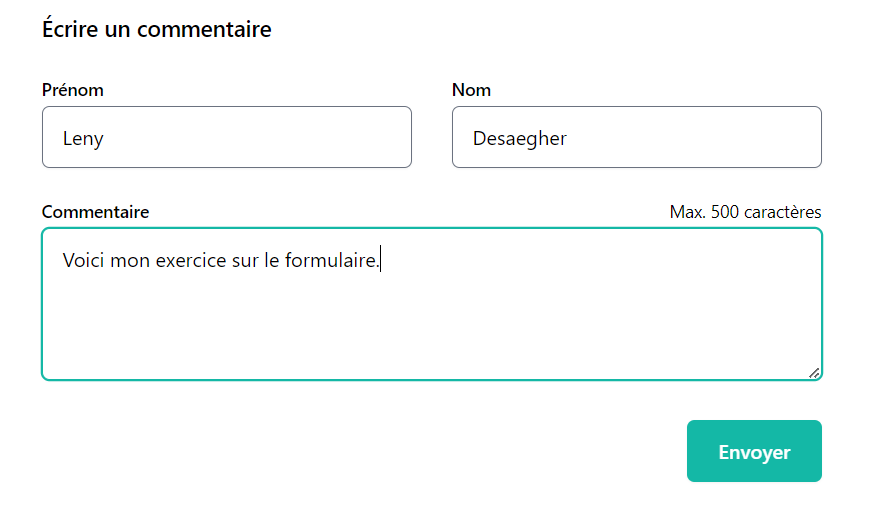 Écrire un commentaire
Prénom
Nom
Leny
Desaegher
Commentaire
Max. 500 caractères
Voici mon exercice sur le formulaire.
Envoyer